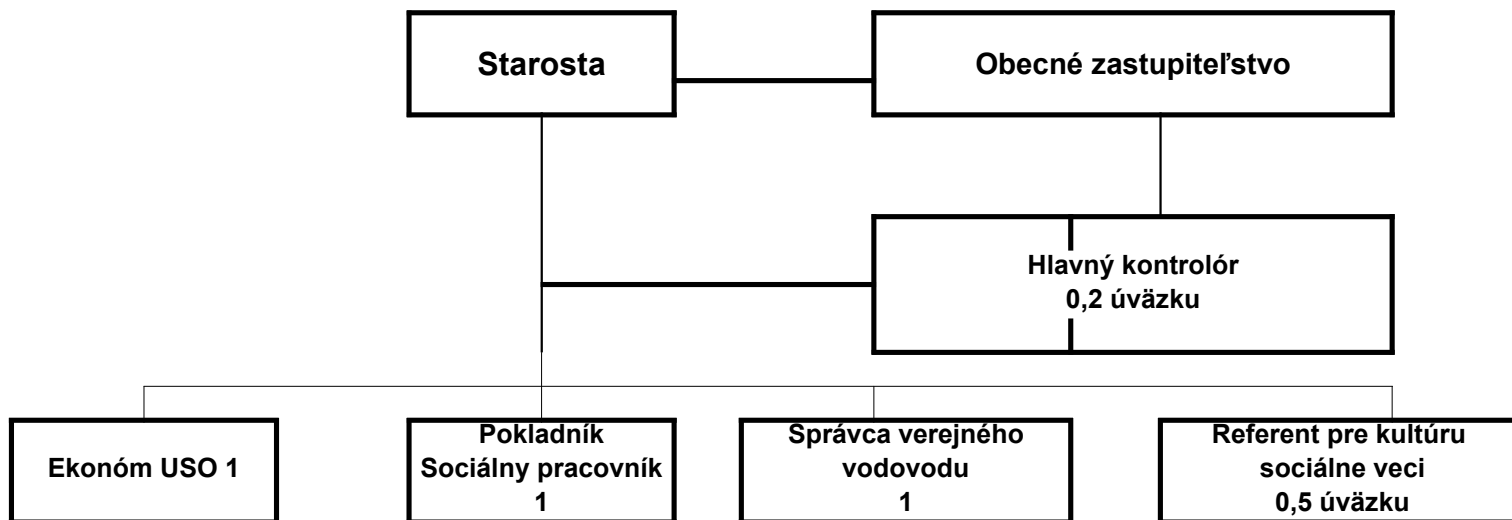 Starosta
Obecné zastupiteľstvo
Hlavný kontrolór
0,2 úväzku
Ekonóm USO 1
Pokladník
Sociálny pracovník
1
Správca verejného
vodovodu
1
Referent pre kultúru
sociálne veci
0,5 úväzku